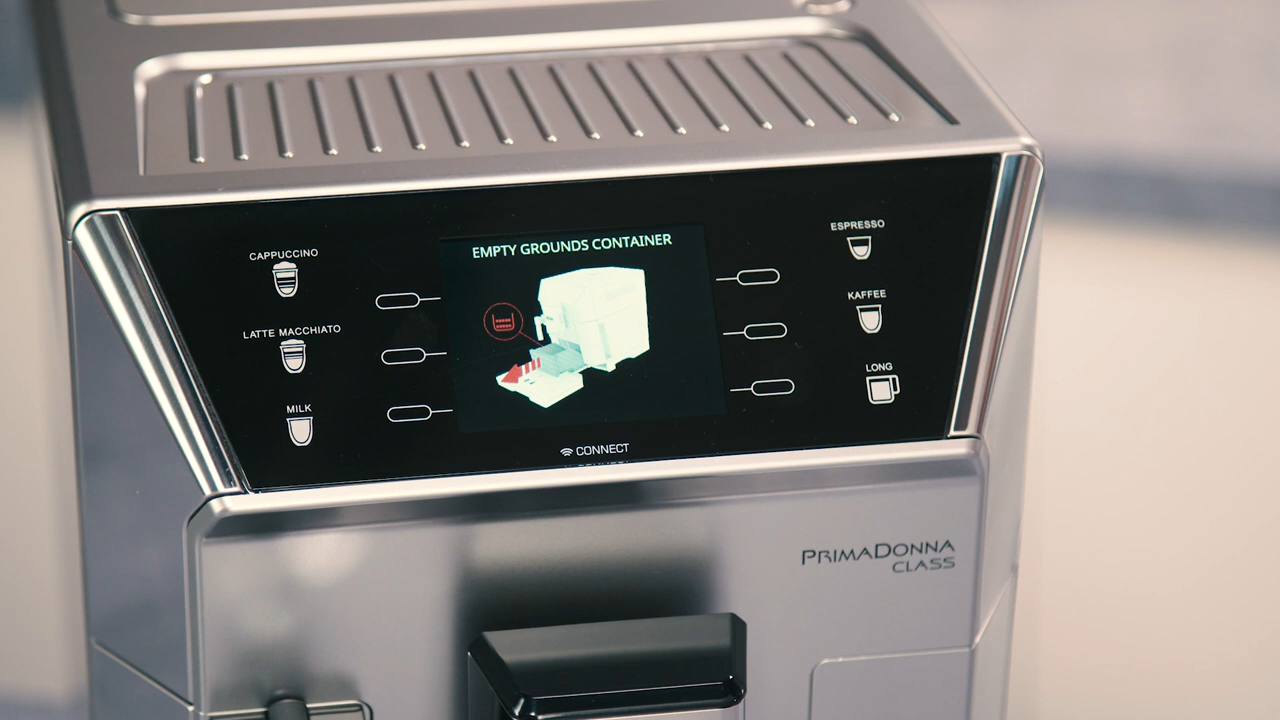 EMPTY GROUNDS CONTAINER
CAPPUCCINO
LATTE MACCHIATO
MILK
ESPRESSO
KAFFEE
LONG
CONNECT
PRIMADONNA
CLASS